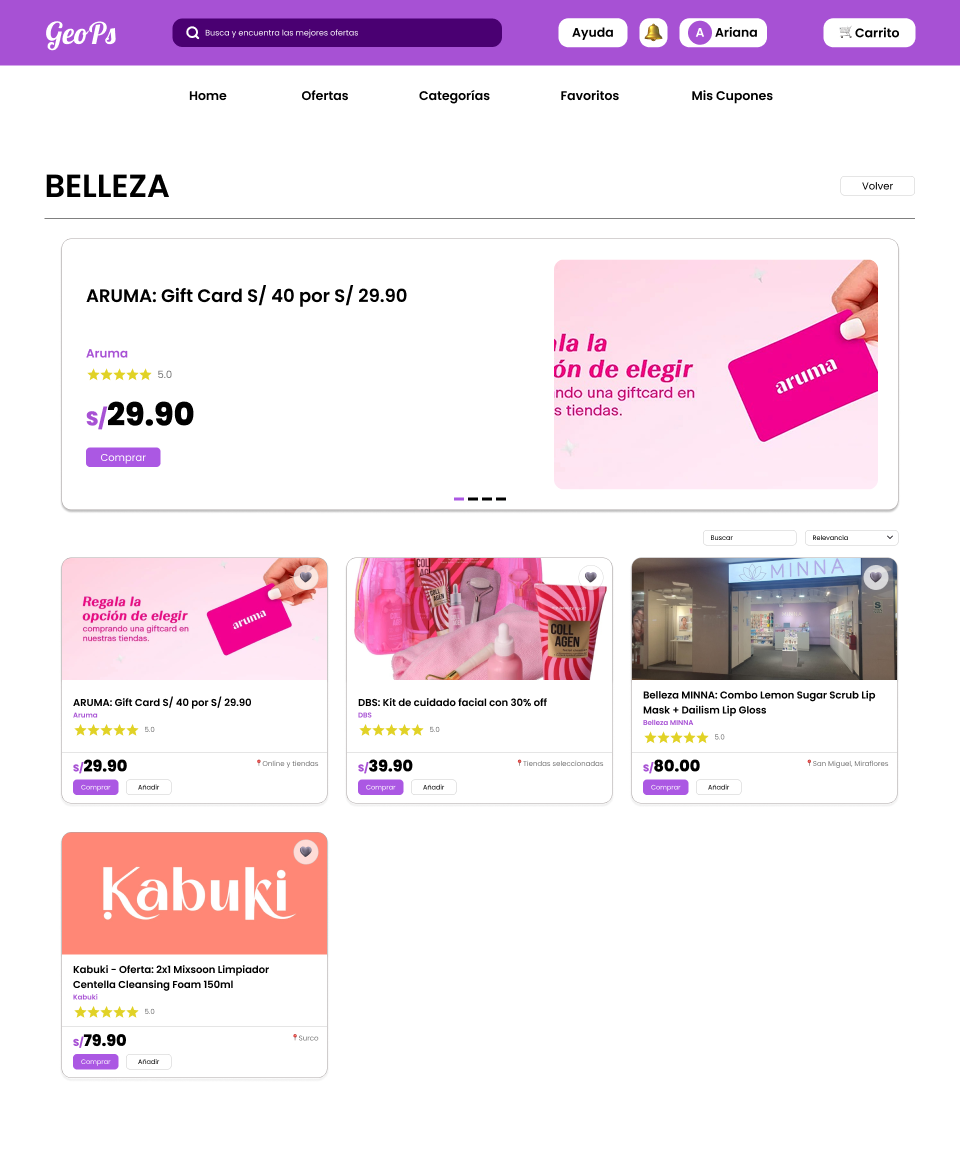 GeoPs
Busca y encuentra las mejores ofertas
Ayuda
A Ariana
Carrito
Home
Ofertas
Categorías
Favoritos
Mis Cupones
BELLEZA
Volver
ARUMA: Gift Card S/ 40 por S/ 29.90
Aruma
5.0
S/29.90
Comprar
ala la
ón de elegir
ndo una giftcard en
s tiendas.
aruma
Buscar
Relevancia
Regala la
opción de elegir
comprando una giftcard en
nuestras tiendas.
aruma
ARUMA: Gift Card S/ 40 por S/ 29.90
Aruma
5.0
S/29.90
Online y tiendas
Comprar
Añadir
COLL
AGEN
COLL
AGEN
DBS: Kit de cuidado facial con 30% off
DBS
5.0
S/39.90
Tiendas seleccionadas
Comprar
Añadir
MINNA
S
Belleza MINNA: Combo Lemon Sugar Scrub Lip
Mask + Dailism Lip Gloss
Belleza MINNA
5.0
S/80.00
San Miguel, Miraflores
Comprar
Añadir
Kabuki
Kabuki - Oferta: 2x1 Mixsoon Limpiador
Centella Cleansing Foam 150ml
Kabuki
5.0
S/79.90
Surco
Comprar
Añadir